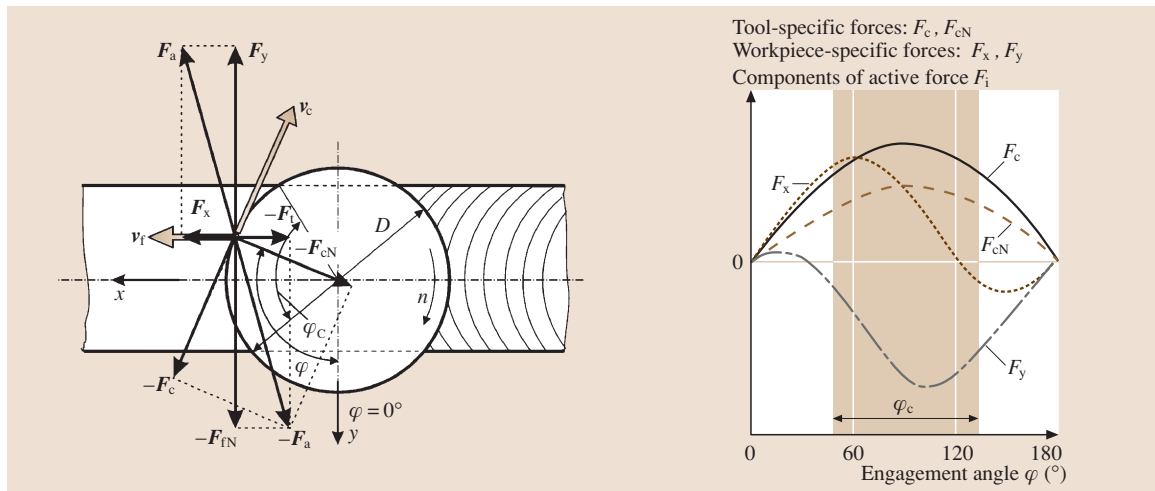 Tool-specific forces: Fc , FcN
Workpiece-specific forces: Fx , Fy
Components of active force Fi
Fa
Fy
vc
Fx
−Ft
D
vf
−FcN
x
n
φC
φ
−Fc
φ = 0°
−FfN
−Fa
y
Fc
Fx
FcN
0
Fy
φc
0
60
120
180
Engagement angle φ (°)